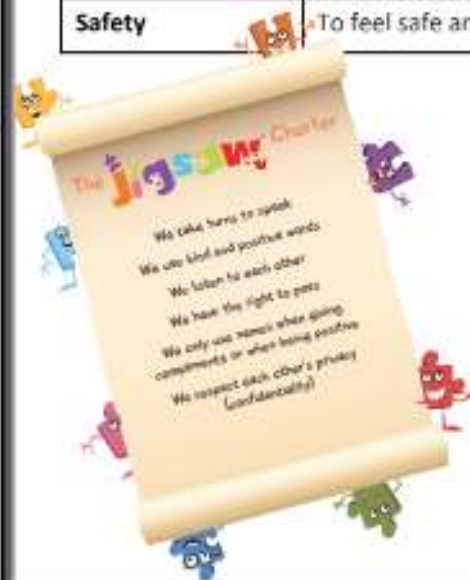 Safety
To feel safe an
The Jigsaw Charter
We take turns to speak
We use kind and positive words
We listen to each other
We have the right to pass
We only use names when giving
compliments or when being positive
We respect each other's privacy
(confidentiality)